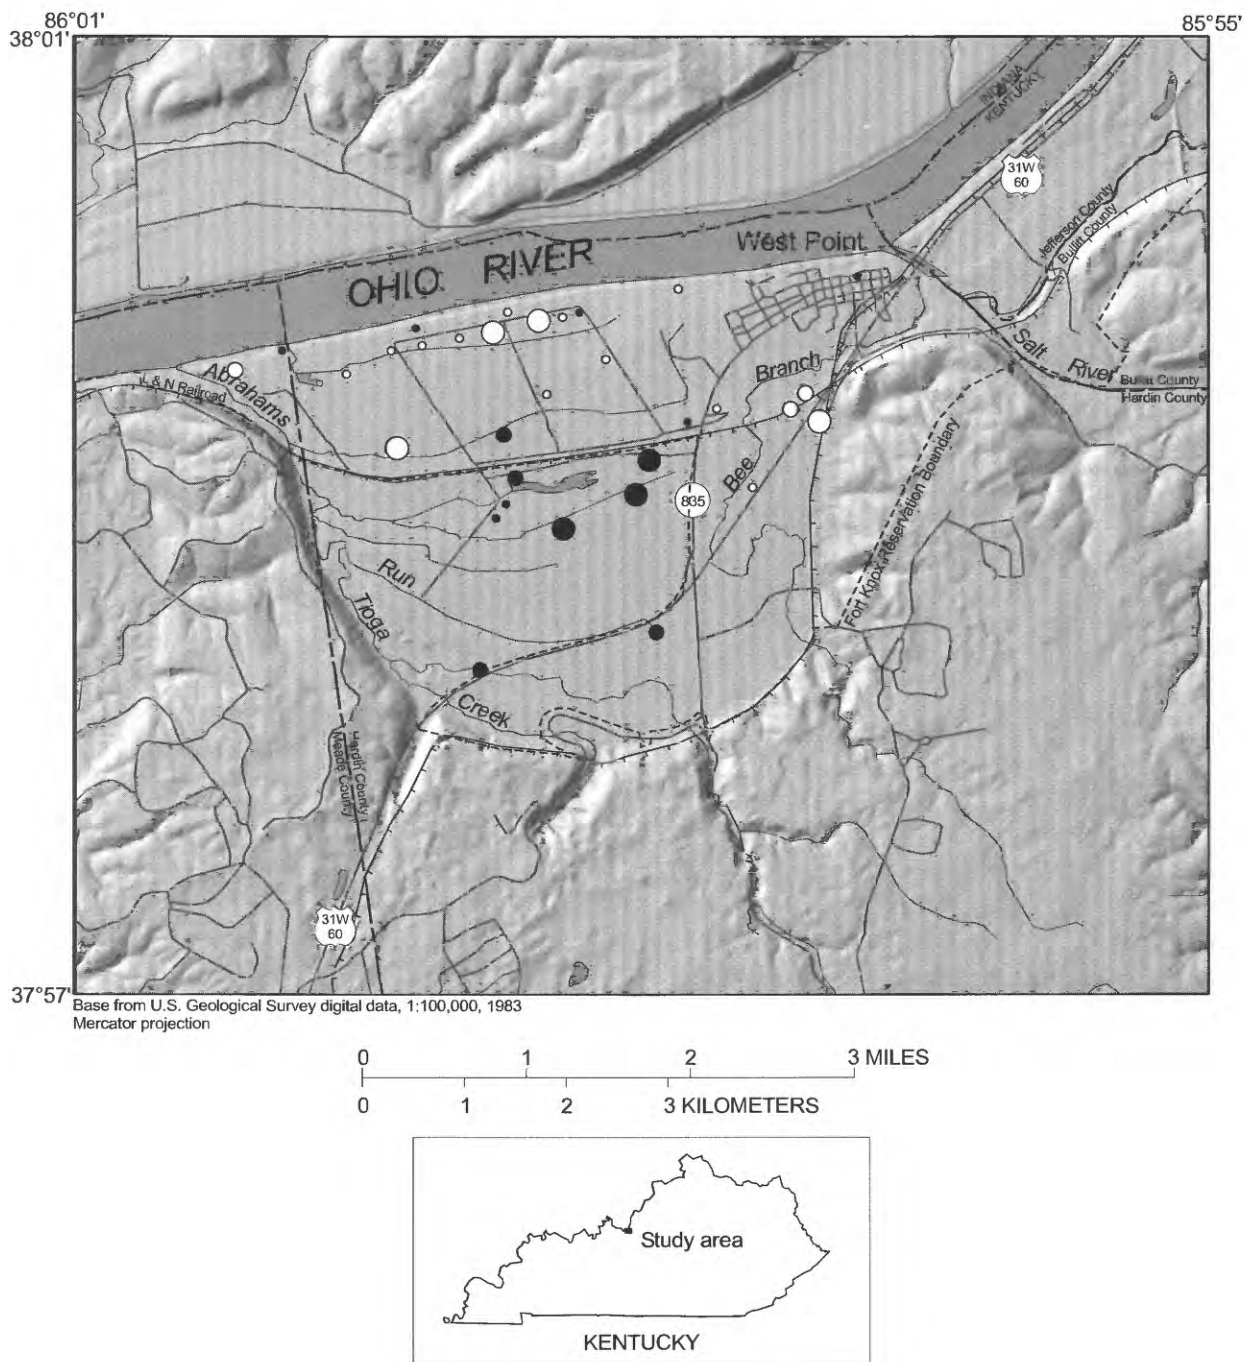 86°01'
85°55'
38°01'
INDIANA
KENTUCKY
31W
60
Jefferson County
Bullitt County
West Point
OHIO RIVER
Salt
River
Branch
Bullitt County
Hardin County
Abrahams
L & N Railroad
Bee
835
Fort Knox Reservation Boundary
Run
Tioga
Creek
Hardin County
Meade County
31W
60
37°57'
Base from U.S. Geological Survey digital data, 1:100,000, 1983
Mercator projection
0 1 2 3 MILES
0 1 2 3 KILOMETERS
Study area
KENTUCKY